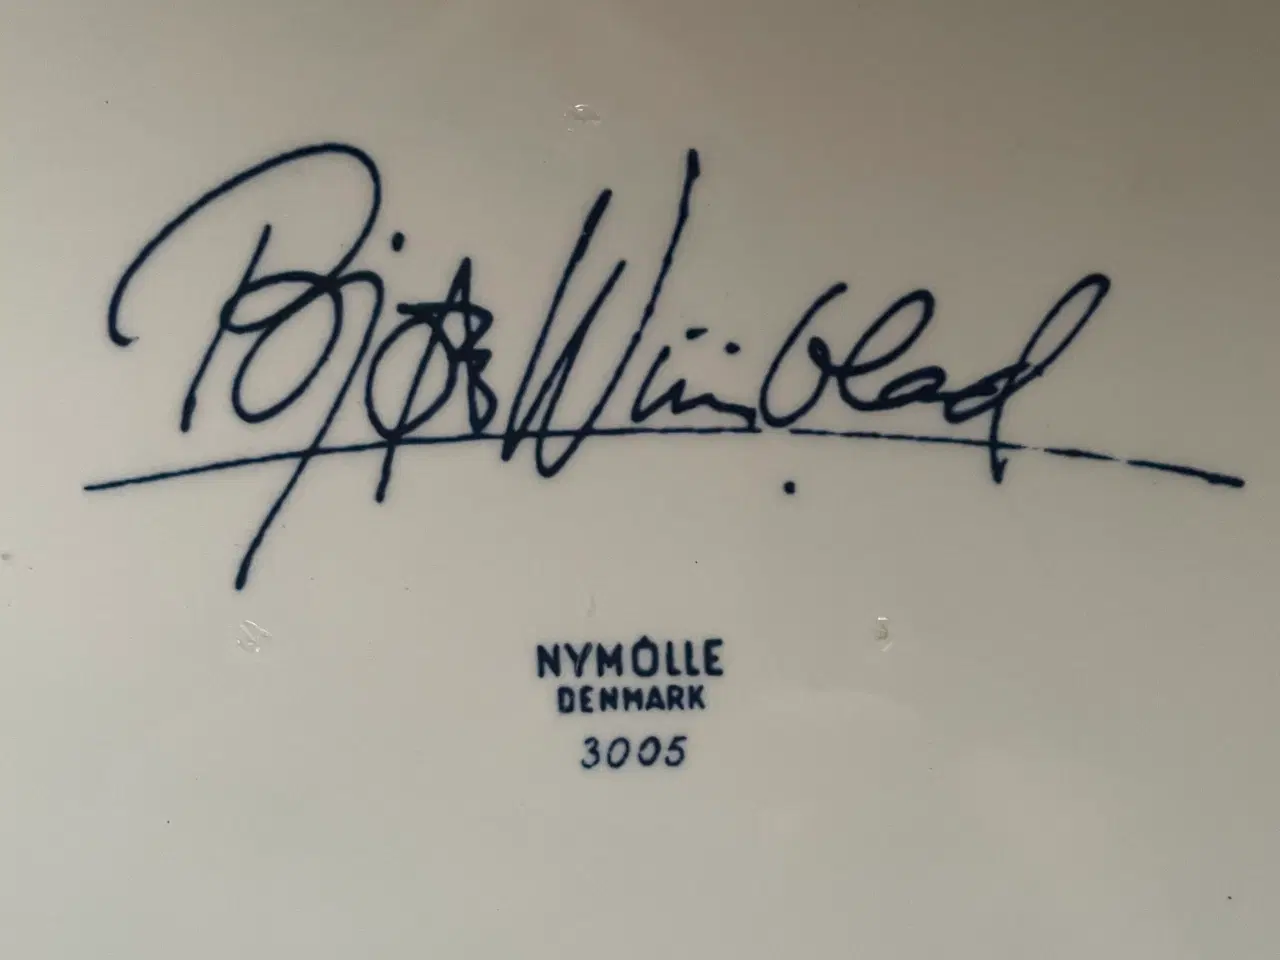 Bjørn Wiinblad
NYMÖLLE
DENMARK
3005